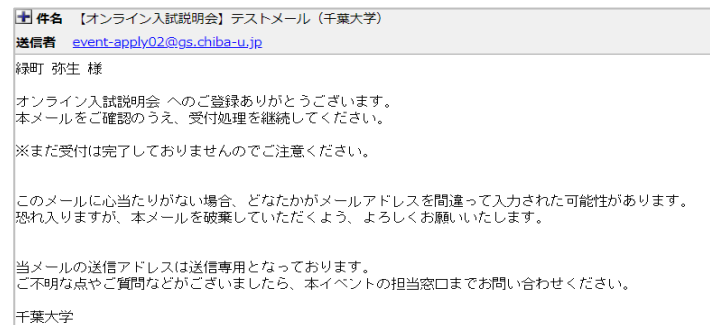 件名 【オンライン入試説明会】テストメール（千葉大学）
送信者 event-apply02@gs.chiba-u.jp
緑町 弥生 様
オンライン入試説明会 へのご登録ありがとうございます。
本メールをご確認のうえ、受付処理を継続してください。
※まだ受付は完了しておりませんのでご注意ください。
このメールに心当たりがない場合、どなたかがメールアドレスを間違って入力された可能性があります。
恐れ入りますが、本メールを破棄していただくよう、よろしくお願いいたします。
当メールの送信アドレスは送信専用となっております。
ご不明な点やご質問などがございましたら、本イベントの担当窓口までお問い合わせください。
千葉大学